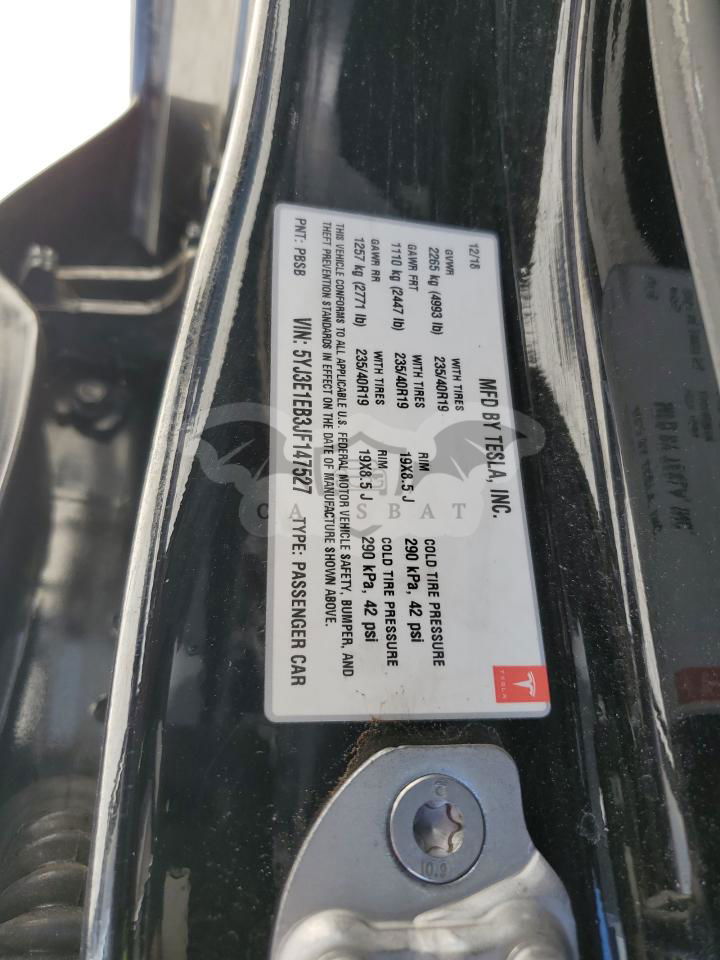 MFD BY TESLA, INC.
TESLA
12/18
GVWR
2265 kg (4993 lb)
GAWR FRT
1110 kg (2447 lb)
WITH TIRES
235/40R19
RIM
19X8.5 J
COLD TIRE PRESSURE
290 kPa, 42 psi
GAWR RR
1257 kg (2771 lb)
WITH TIRES
235/40R19
RIM
19X8.5 J
COLD TIRE PRESSURE
290 kPa, 42 psi
THIS VEHICLE CONFORMS TO ALL APPLICABLE U.S. FEDERAL MOTOR VEHICLE SAFETY, BUMPER, AND
THEFT PREVENTION STANDARDS IN EFFECT ON THE DATE OF MANUFACTURE SHOWN ABOVE.
PNT: PBSB VIN: 5YJ3E1EB3JF147527 TYPE: PASSENGER CAR
CARSBAT
10.9